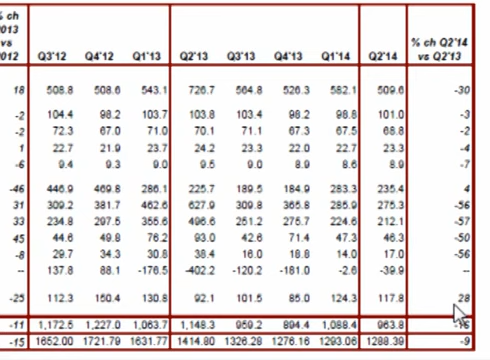 % ch
2013
vs
2012 Q3'12 Q4'12 Q1'13 Q2'13 Q3'13 Q4'13 Q1'14 Q2'14 % ch Q2'14
vs Q2'13
18 508.8 508.6 543.1 726.7 564.8 526.3 582.1 509.6 -30
-2 104.4 98.2 103.7 103.8 103.4 98.2 98.8 101.0 -3
-2 72.3 67.0 71.0 70.1 71.1 67.3 67.5 68.8 -2
1 22.7 21.9 23.7 24.2 23.3 22.0 22.7 23.3 -4
-6 9.4 9.3 9.0 9.5 9.0 8.9 8.6 8.9 -7
-46 446.9 469.8 286.1 225.7 189.5 184.9 283.3 235.4 4
31 309.2 381.7 462.6 627.9 309.8 365.8 285.9 275.3 -56
33 234.8 297.5 355.6 496.6 251.2 275.7 224.6 212.1 -57
45 44.6 49.8 76.2 93.0 42.6 71.4 47.3 46.3 -50
-8 29.7 34.3 30.8 38.4 16.0 18.8 14.0 17.0 -56
-- 137.8 88.1 -176.5 -402.2 -120.2 -181.0 -2.6 -39.9 --
-25 112.3 150.4 130.8 92.1 101.5 85.0 124.3 117.8 28
-11 1,172.5 1,227.0 1,063.7 1,148.3 959.2 894.4 1,088.4 963.8 -16
-15 1652.00 1721.79 1631.77 1414.80 1326.28 1276.16 1293.06 1288.39 -9